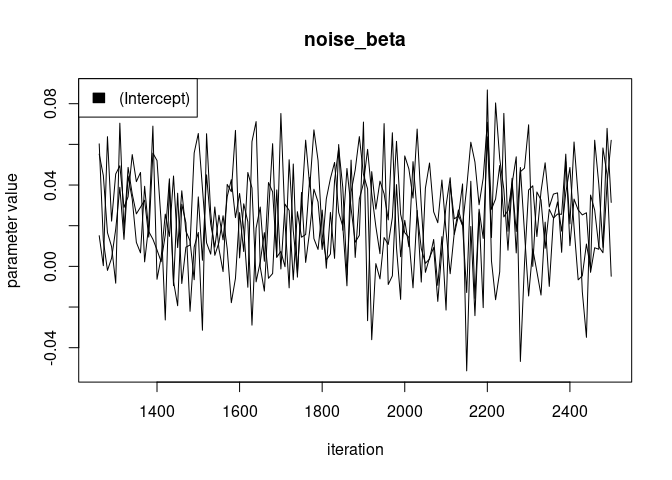 noise_beta
(Intercept)
parameter value
0.08
0.04
0.00
-0.04
1400 1600 1800 2000 2200 2400
iteration